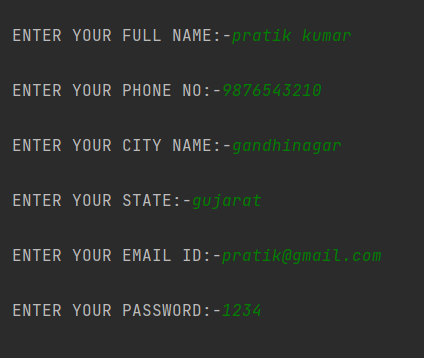 ENTER YOUR FULL NAME:-pratik kumar
ENTER YOUR PHONE NO:-9876543210
ENTER YOUR CITY NAME:-gandhinagar
ENTER YOUR STATE:-gujarat
ENTER YOUR EMAIL ID:-pratik@gmail.com
ENTER YOUR PASSWORD:-1234